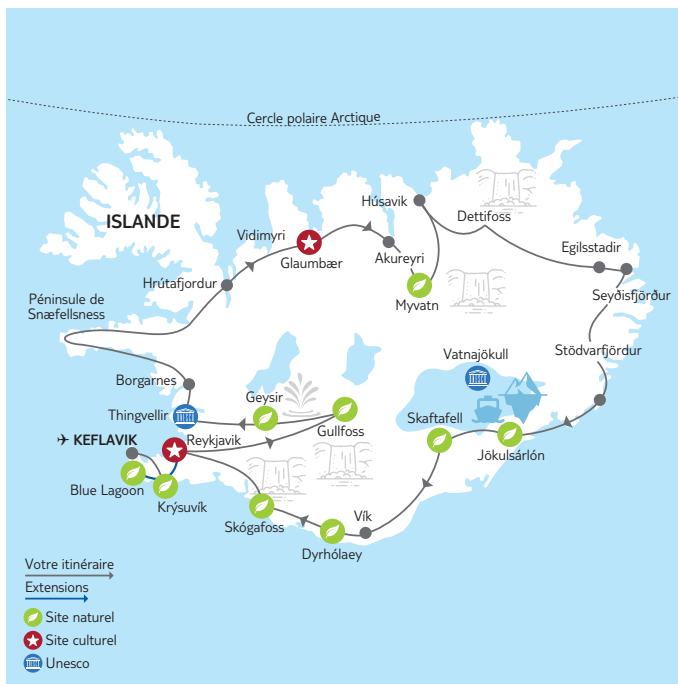 Cercle polaire Arctique
ISLANDE
Húsavik
Dettifoss
Vidimyri
Glaumbær
Akureyri
Egilsstadir
Hrútafjordur
Myvatn
Seyðisfjörður
Péninsule de
Snæfellsness
Vatnajökull
Stödvarfjördur
Borgarnes
Geysir
Thingvellir
Gullfoss
Skaftafell
KEFLAVIK
Reykjavik
Jökulsárlón
Blue Lagoon
Krýsuvík
Skógafoss
Vík
Dyrhólaey
Votre itinéraire
Extensions
Site naturel
Site culturel
Unesco